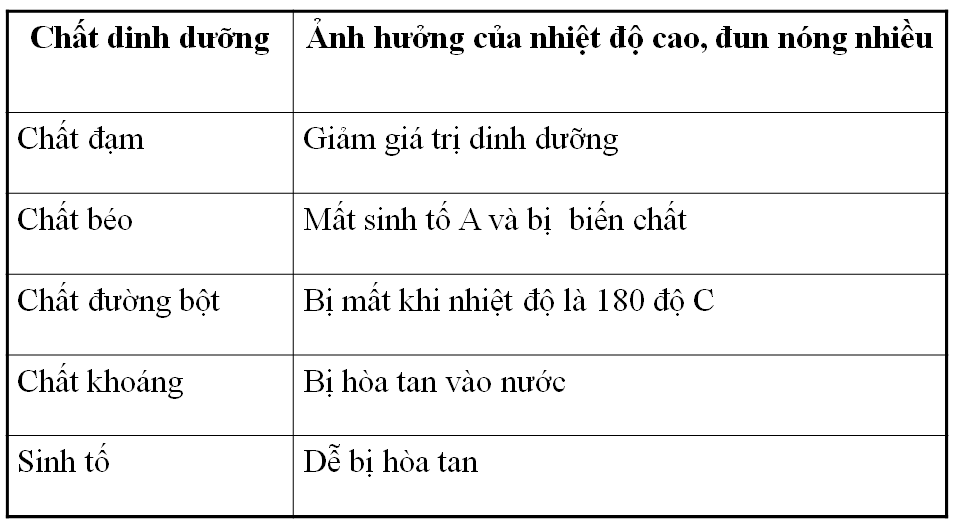 Chất dinh dưỡng
Ảnh hưởng của nhiệt độ cao, đun nóng nhiều
Chất đạm
Giảm giá trị dinh dưỡng
Chất béo
Mất sinh tố A và bị biến chất
Chất đường bột
Bị mất khi nhiệt độ là 180 độ C
Chất khoáng
Bị hòa tan vào nước
Sinh tố
Dễ bị hòa tan